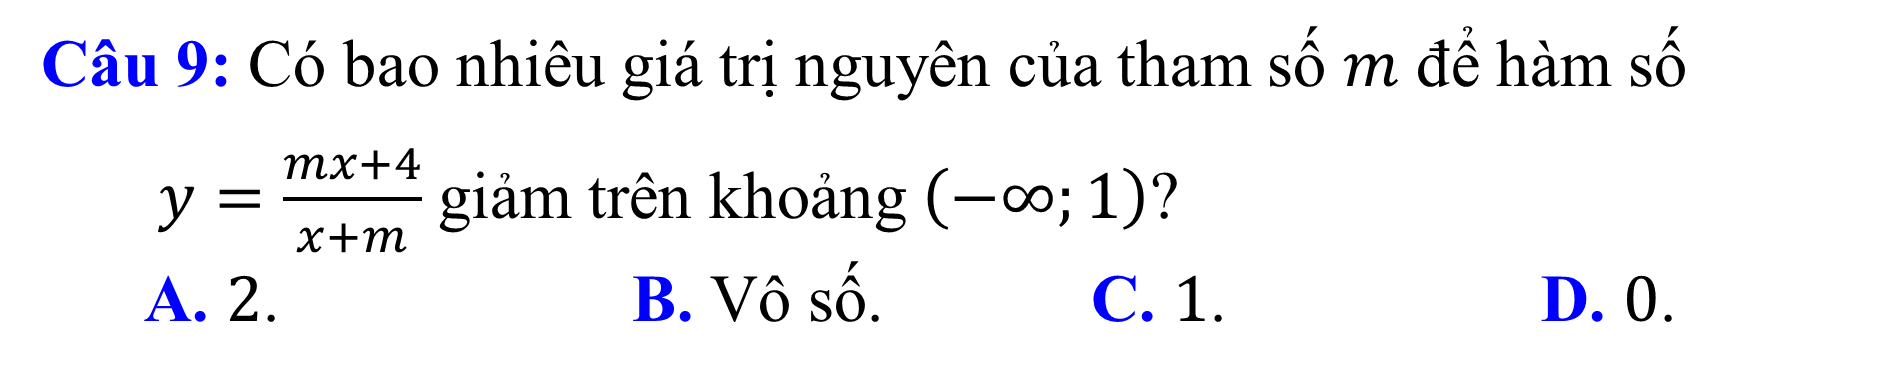 Câu 9: Có bao nhiêu giá trị nguyên của tham số m để hàm số
y = \frac{mx+4}{x+m} giảm trên khoảng (−∞; 1)?
A. 2. B. Vô số. C. 1. D. 0.